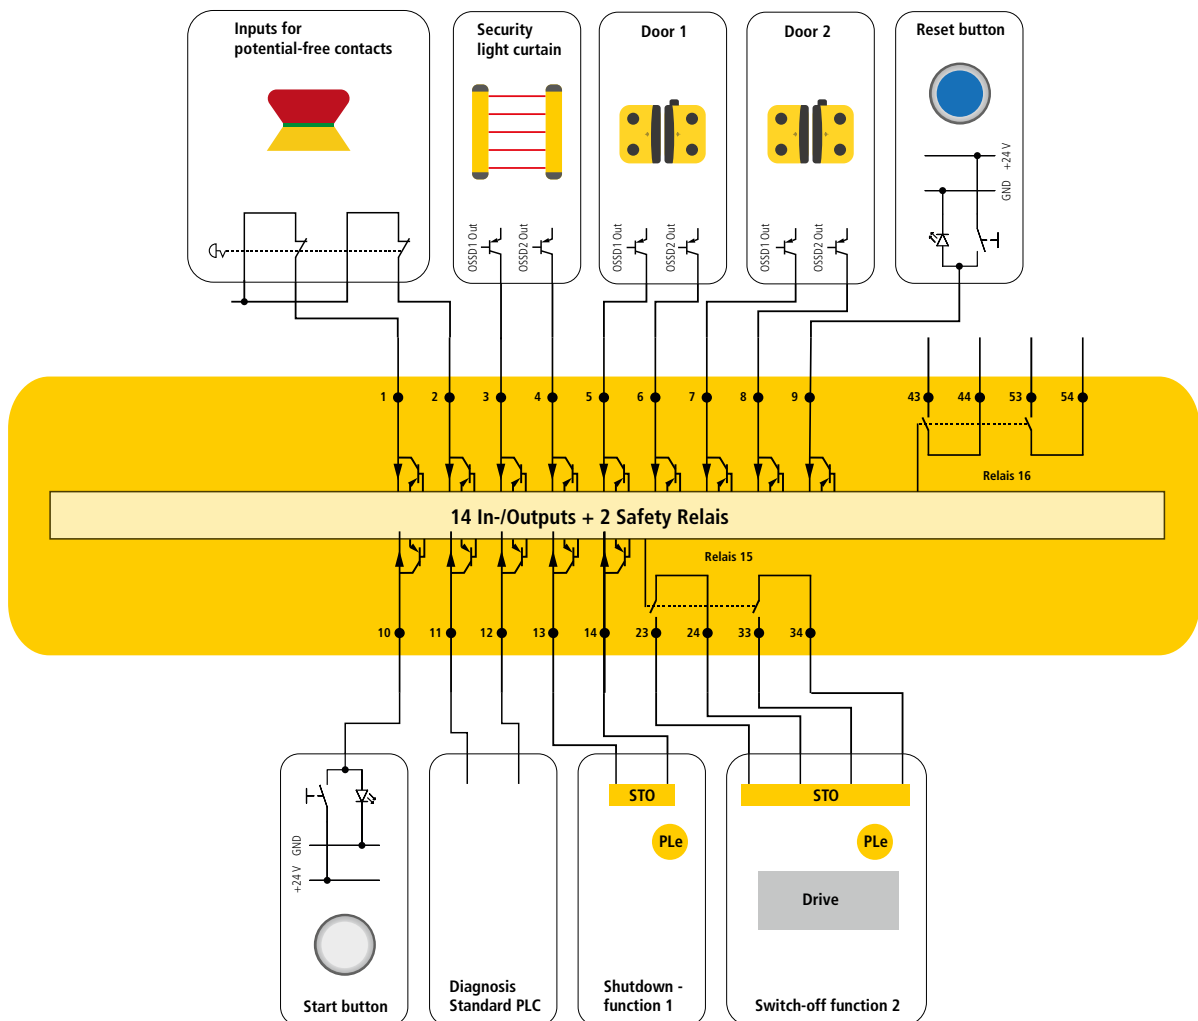 Inputs for
potential-free contacts
Security
light curtain
Door 1
Door 2
Reset button
+24 V
GND
OSSD1 Out
OSSD2 Out
OSSD1 Out
OSSD2 Out
OSSD1 Out
OSSD2 Out
1
2
3
4
5
6
7
8
9
43
44
53
54
Relais 16
14 In-/Outputs + 2 Safety Relais
Relais 15
10
11
12
13
14
23
24
33
34
GND
+24 V
Start button
Diagnosis
Standard PLC
STO
PLe
Shutdown -
function 1
STO
PLe
Drive
Switch-off function 2